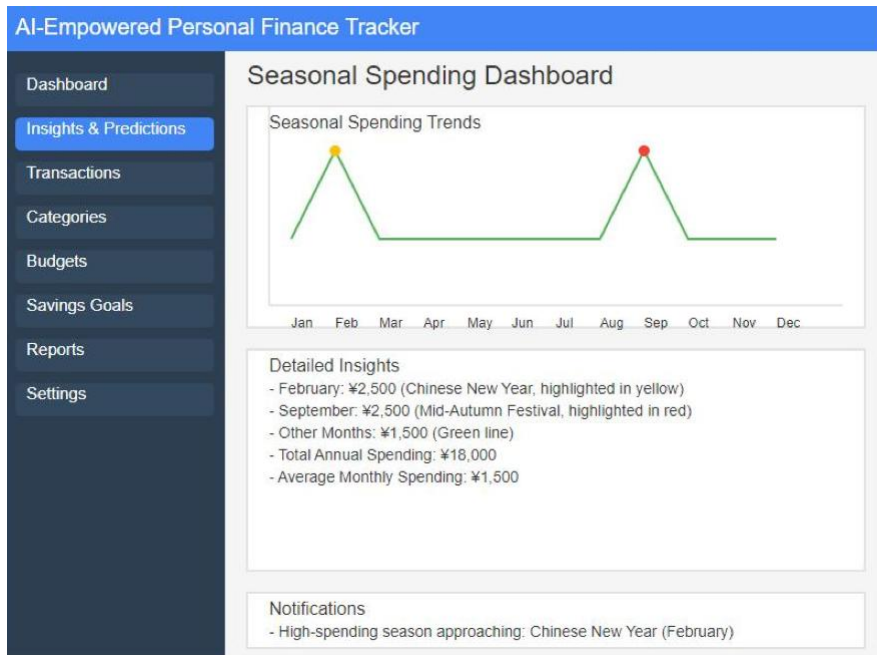 AI-Empowered Personal Finance Tracker
Dashboard
Insights & Predictions
Transactions
Categories
Budgets
Savings Goals
Reports
Settings
Seasonal Spending Dashboard
Seasonal Spending Trends
Jan Feb Mar Apr May Jun Jul Aug Sep Oct Nov Dec
Detailed Insights
- February: ¥2,500 (Chinese New Year, highlighted in yellow)
- September: ¥2,500 (Mid-Autumn Festival, highlighted in red)
- Other Months: ¥1,500 (Green line)
- Total Annual Spending: ¥18,000
- Average Monthly Spending: ¥1,500
Notifications
- High-spending season approaching: Chinese New Year (February)